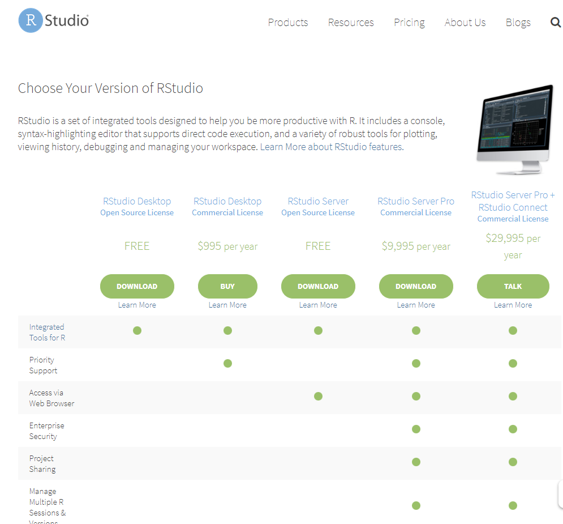 R Studio
Products Resources Pricing About Us Blogs
Choose Your Version of RStudio
RStudio is a set of integrated tools designed to help you be more productive with R. It includes a console,
syntax-highlighting editor that supports direct code execution, and a variety of robust tools for plotting,
viewing history, debugging and managing your workspace. Learn More about RStudio features.
RStudio Desktop
Open Source License
FREE
DOWNLOAD
Learn More
RStudio Desktop
Commercial License
$995 per year
BUY
Learn More
RStudio Server
Open Source License
FREE
DOWNLOAD
Learn More
RStudio Server Pro
Commercial License
$9,995 per year
DOWNLOAD
Learn More
RStudio Server Pro +
RStudio Connect
Commercial License
$29,995 per
year
TALK
Learn More
Integrated
Tools for R
Priority
Support
Access via
Web Browser
Enterprise
Security
Project
Sharing
Manage
Multiple R
Sessions &
Versions